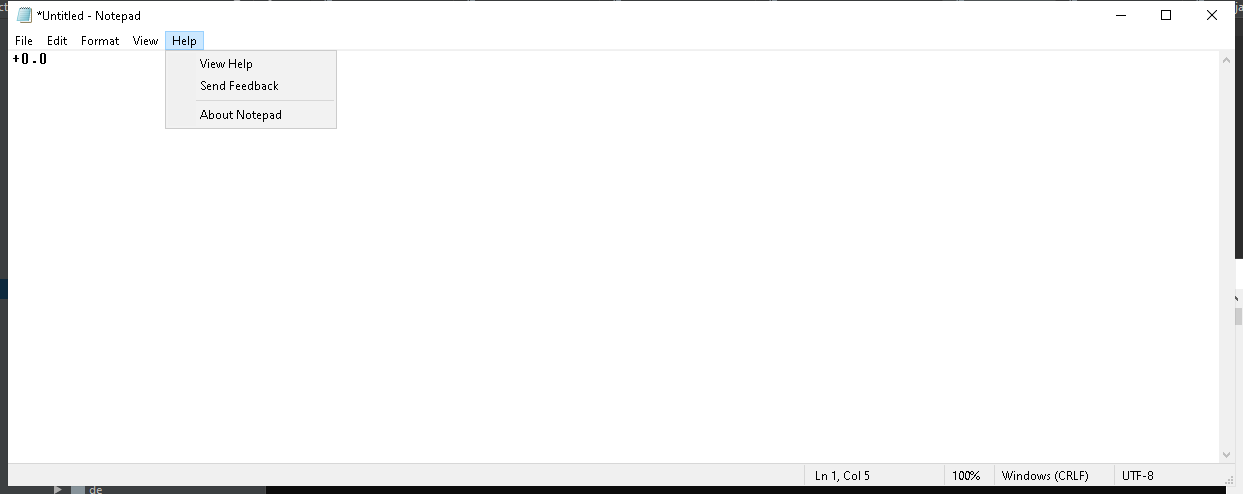 *Untitled - Notepad
File Edit Format View Help
+0.0
View Help
Send Feedback
About Notepad
Ln 1, Col 5 100% Windows (CRLF) UTF-8
de